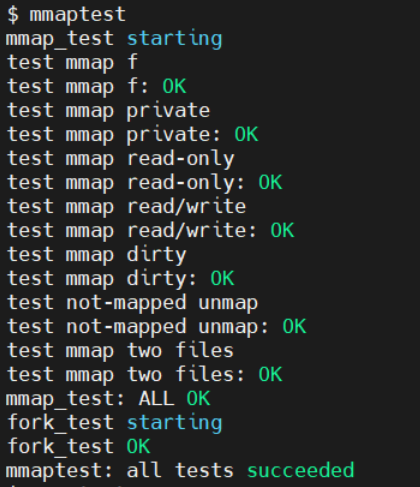 $ mmaptest
mmap_test starting
test mmap f
test mmap f: OK
test mmap private
test mmap private: OK
test mmap read-only
test mmap read-only: OK
test mmap read/write
test mmap read/write: OK
test mmap dirty
test mmap dirty: OK
test not-mapped unmap
test not-mapped unmap: OK
test mmap two files
test mmap two files: OK
mmap_test: ALL OK
fork_test starting
fork_test OK
mmaptest: all tests succeeded